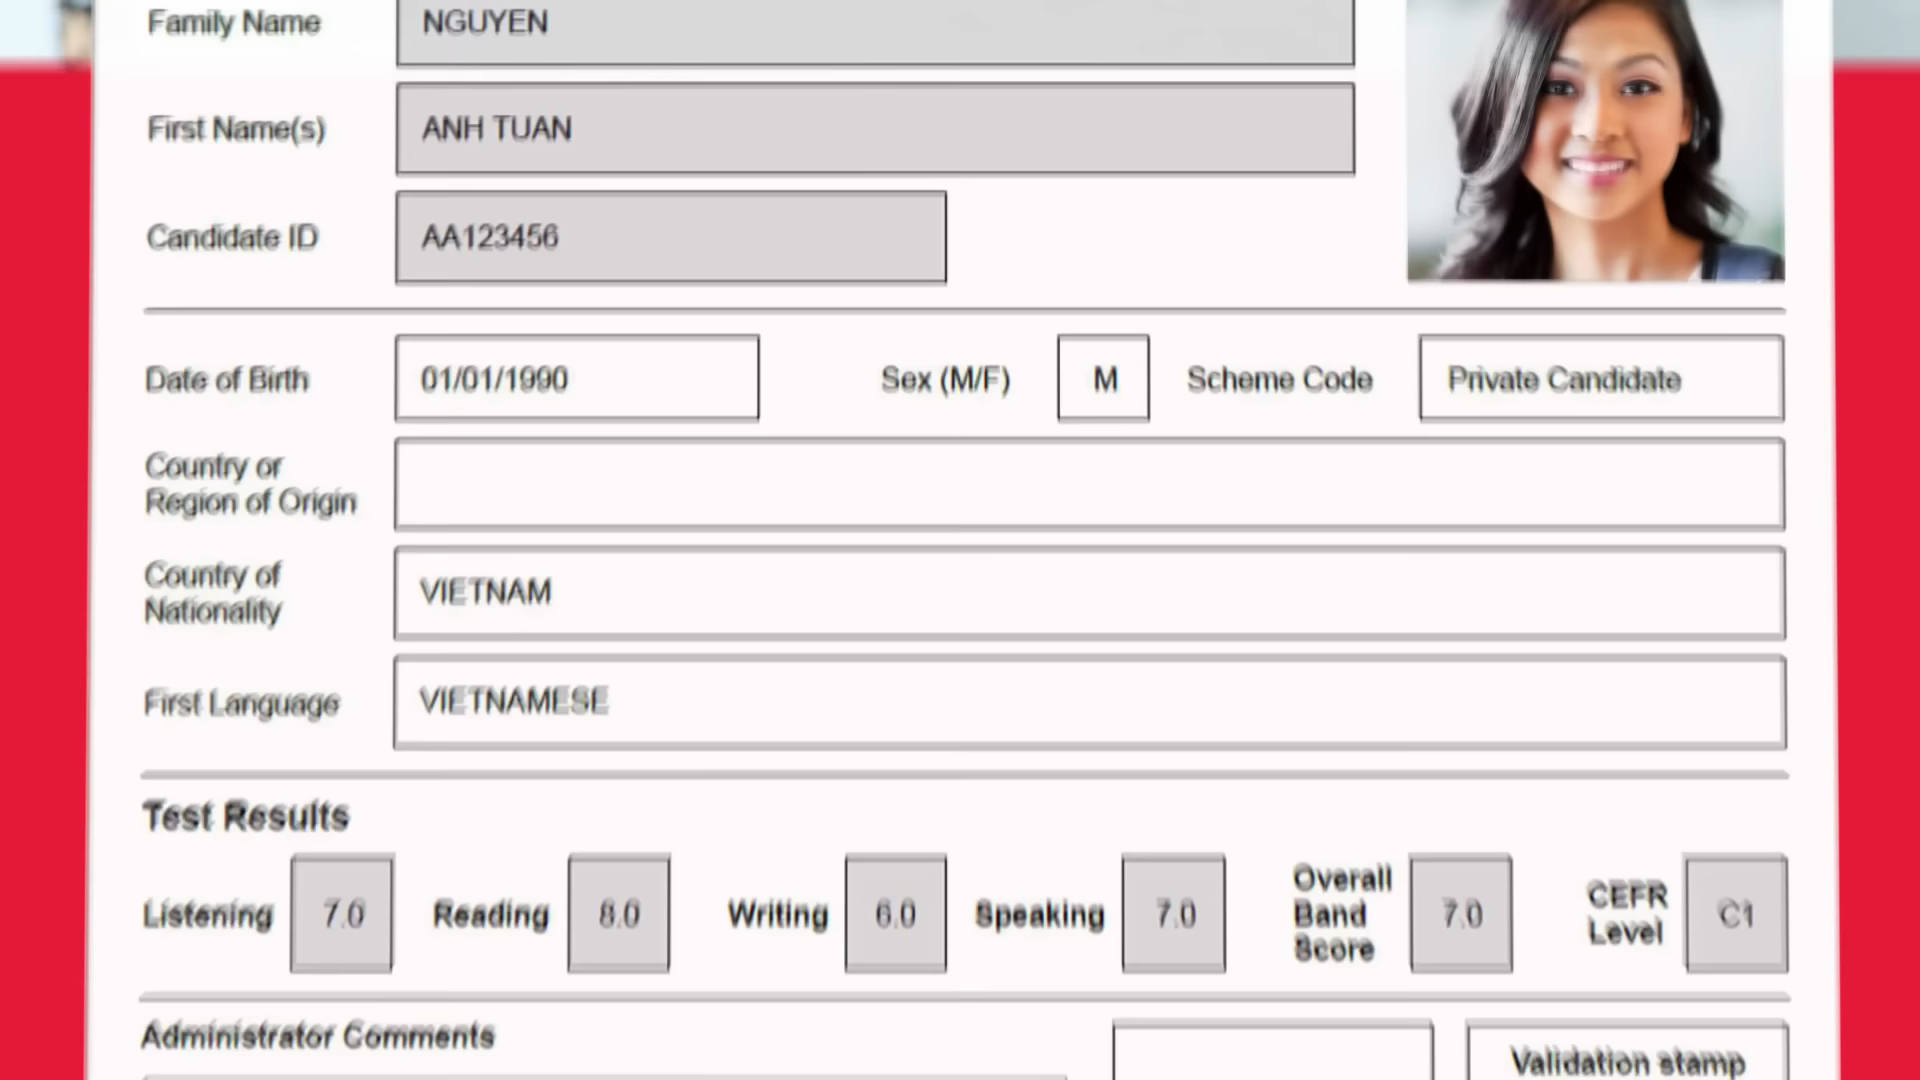 Family Name NGUYEN
First Name(s) ANH TUAN
Candidate ID AA123456
Date of Birth 01/01/1990 Sex (M/F) M Scheme Code Private Candidate
Country or
Region of Origin
Country of
Nationality VIETNAM
First Language VIETNAMESE
Test Results
Listening 7.0 Reading 8.0 Writing 6.0 Speaking 7.0 Overall Band Score 7.0 CEFR Level C1
Administrator Comments
Validation stamp